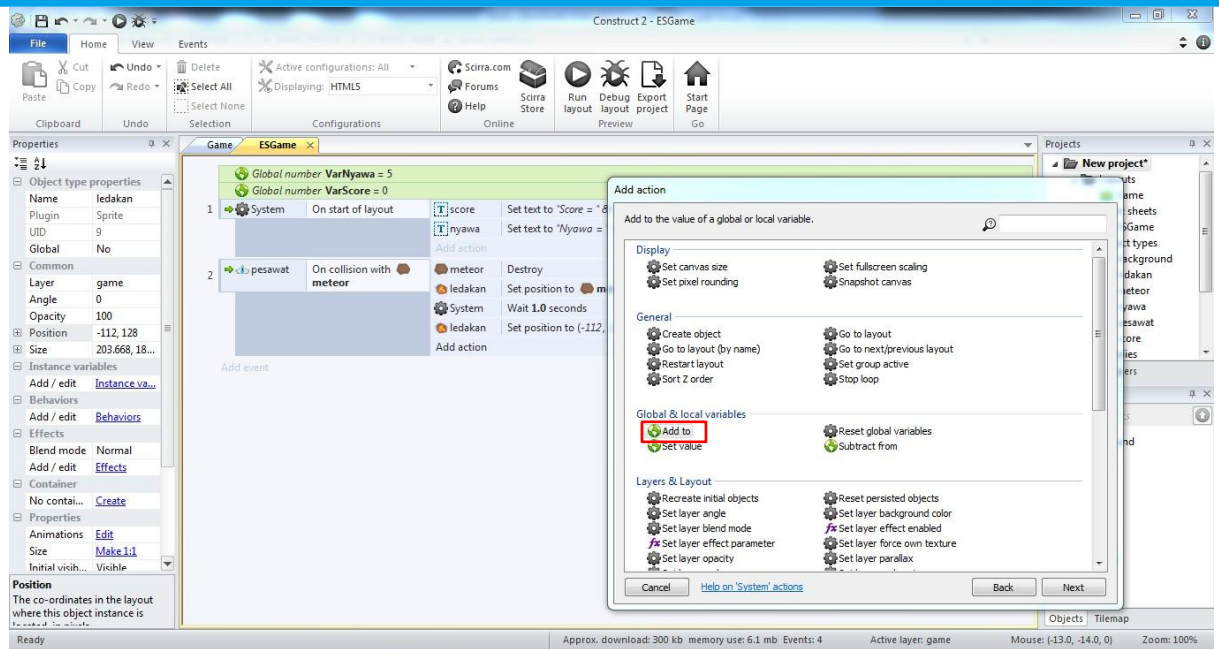 Construct 2 - ESGame
File Home View Events
Paste
Cut
Copy
Clipboard
Undo
Redo
Undo
Delete
Select All
Select None
Selection
Active configurations: All
Displaying: HTML5
Configurations
Scirra.com
Forums
Help
Scirra Store
Online
Run layout
Debug layout
Export project
Preview
Start Page
Go
Properties
Object type properties
Name ledakan
Plugin Sprite
UID 9
Global No
Common
Layer game
Angle 0
Opacity 100
Position -112, 128
Size 203.668, 18...
Instance variables
Add / edit Instance va...
Behaviors
Add / edit Behaviors
Effects
Blend mode Normal
Add / edit Effects
Container
No contai... Create
Properties
Animations Edit
Size Make 1:1
Initial visib... Visible
Position
The co-ordinates in the layout
where this object instance is
Game ESGame
Global number VarNyawa = 5
Global number VarScore = 0
1 System On start of layout
T score Set text to "Score = " &
T nyawa Set text to "Nyawa =
Add action
2 pesawat On collision with meteor
meteor Destroy
ledakan Set position to
System Wait 1.0 seconds
ledakan Set position to (-112,
Add action
Add event
Add action
Add to the value of a global or local variable.
Display
Set canvas size Set fullscreen scaling
Set pixel rounding Snapshot canvas
General
Create object Go to layout
Go to layout (by name) Go to next/previous layout
Restart layout Set group active
Sort Z order Stop loop
Global & local variables
Add to Reset global variables
Set value Subtract from
Layers & Layout
Recreate initial objects Reset persisted objects
Set layer angle Set layer background color
Set layer blend mode fx Set layer effect enabled
fx Set layer effect parameter Set layer force own texture
Set layer opacity Set layer parallax
Cancel Help on 'System' actions Back Next
Projects
New project*
Objects Tilemap
Ready Approx. download: 300 kb memory use: 6.1 mb Events: 4 Active layer: game Mouse: (-13.0, -14.0, 0) Zoom: 100%